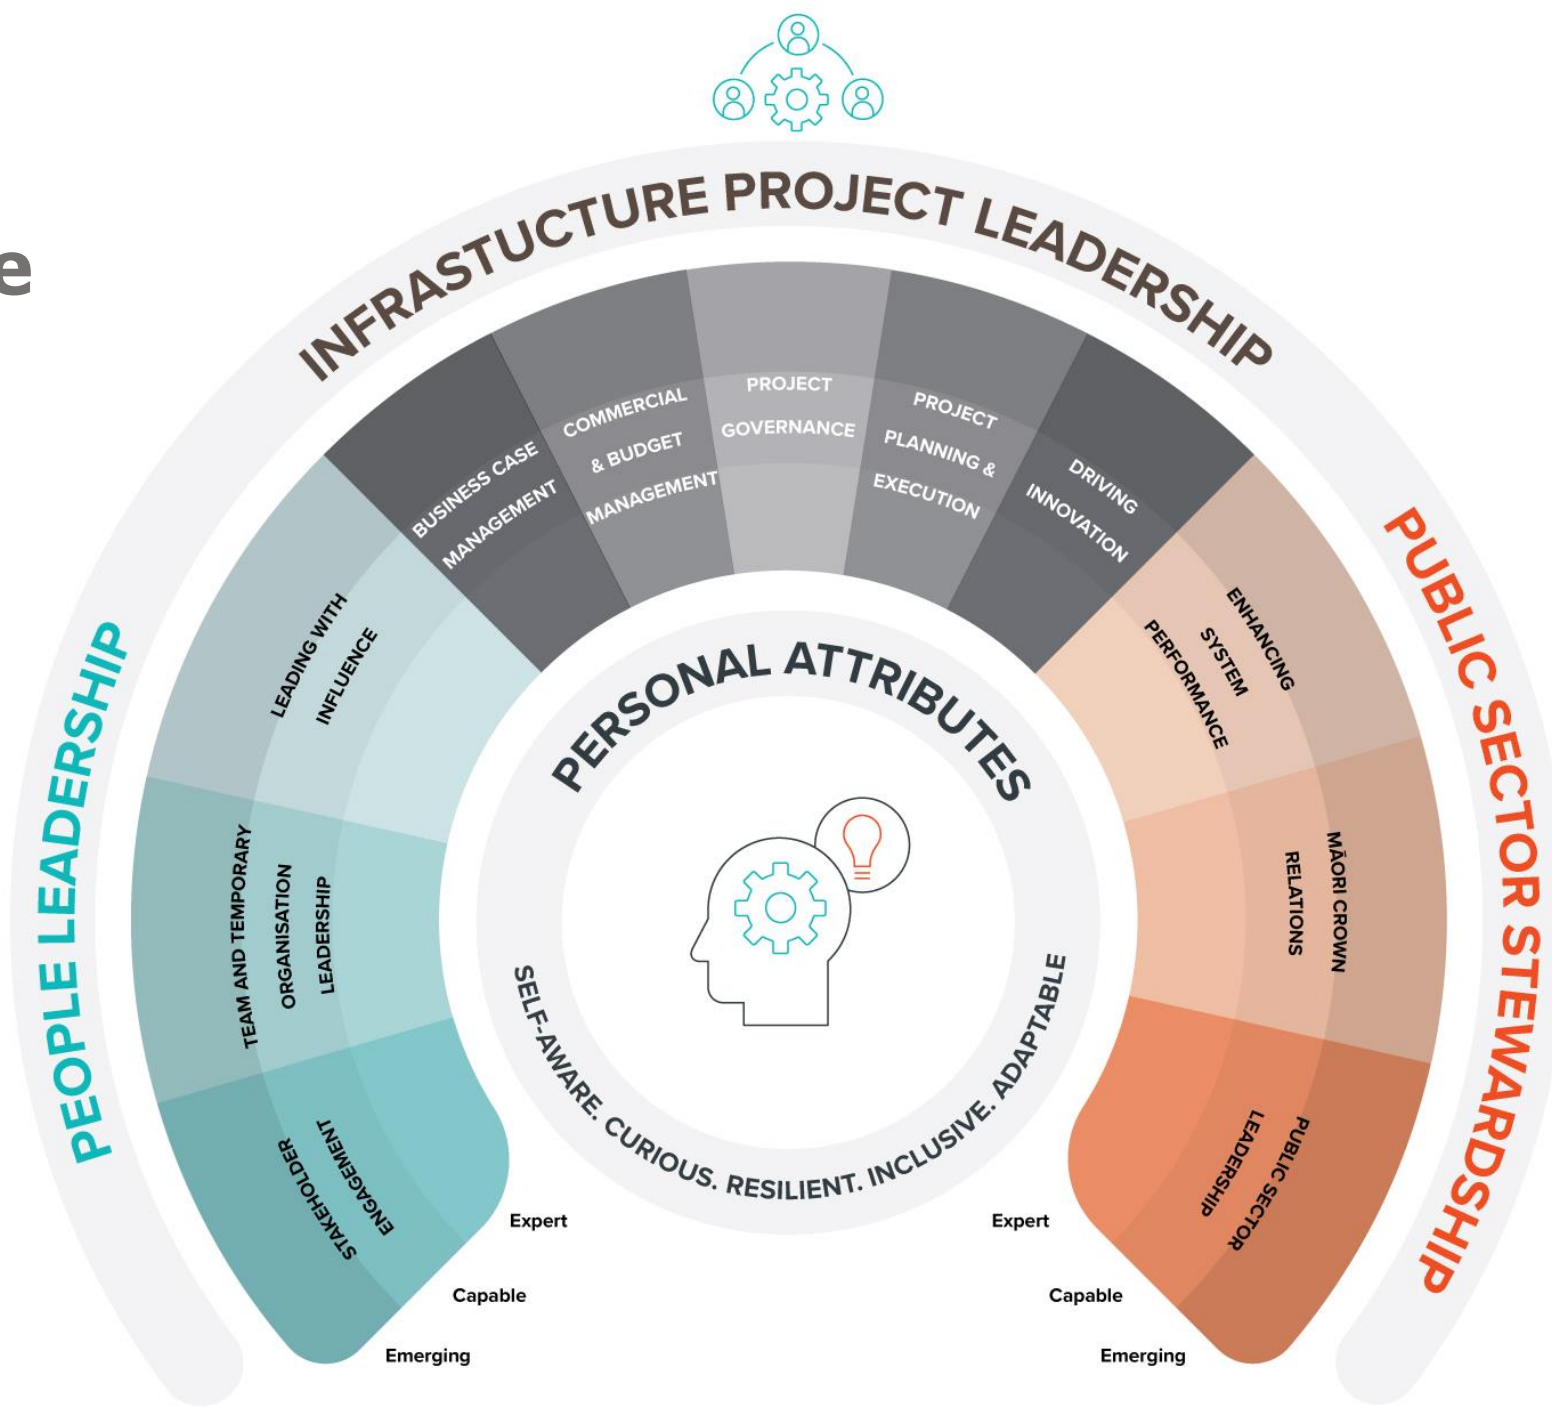 e
INFRASTUCTURE PROJECT LEADERSHIP
PEOPLE LEADERSHIP
PUBLIC SECTOR STEWARDSHIP
BUSINESS CASE
MANAGEMENT
COMMERCIAL
& BUDGET
MANAGEMENT
PROJECT
GOVERNANCE
PROJECT
PLANNING &
EXECUTION
DRIVING
INNOVATION
LEADING WITH
INFLUENCE
TEAM AND TEMPORARY
ORGANISATION
LEADERSHIP
STAKEHOLDER
ENGAGEMENT
ENHANCING
SYSTEM
PERFORMANCE
MĀORI CROWN
RELATIONS
PUBLIC SECTOR
LEADERSHIP
PERSONAL ATTRIBUTES
SELF-AWARE. CURIOUS. RESILIENT. INCLUSIVE. ADAPTABLE
Expert
Capable
Emerging
Expert
Capable
Emerging